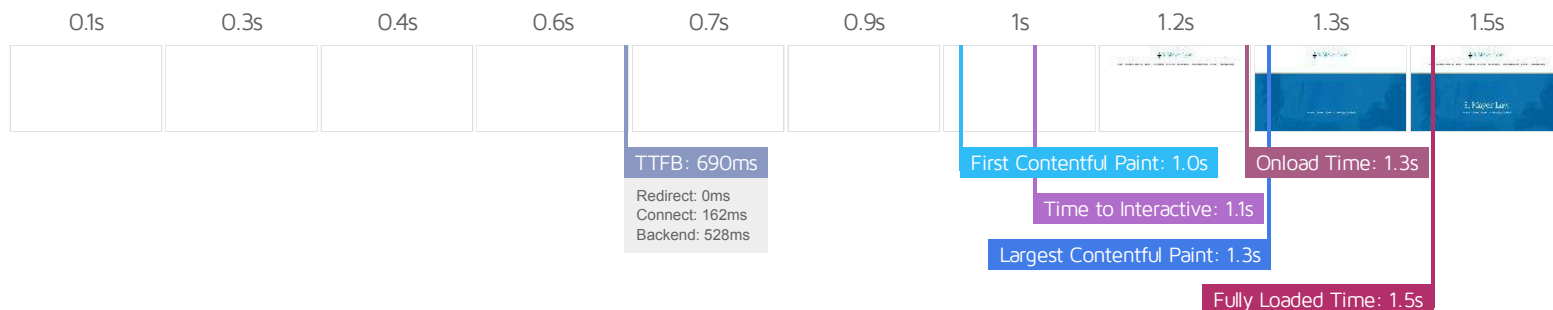 0.1s 0.3s 0.4s 0.6s 0.7s 0.9s 1s 1.2s 1.3s 1.5s
TTFB: 690ms
Redirect: 0ms
Connect: 162ms
Backend: 528ms
First Contentful Paint: 1.0s
Onload Time: 1.3s
Time to Interactive: 1.1s
Largest Contentful Paint: 1.3s
Fully Loaded Time: 1.5s